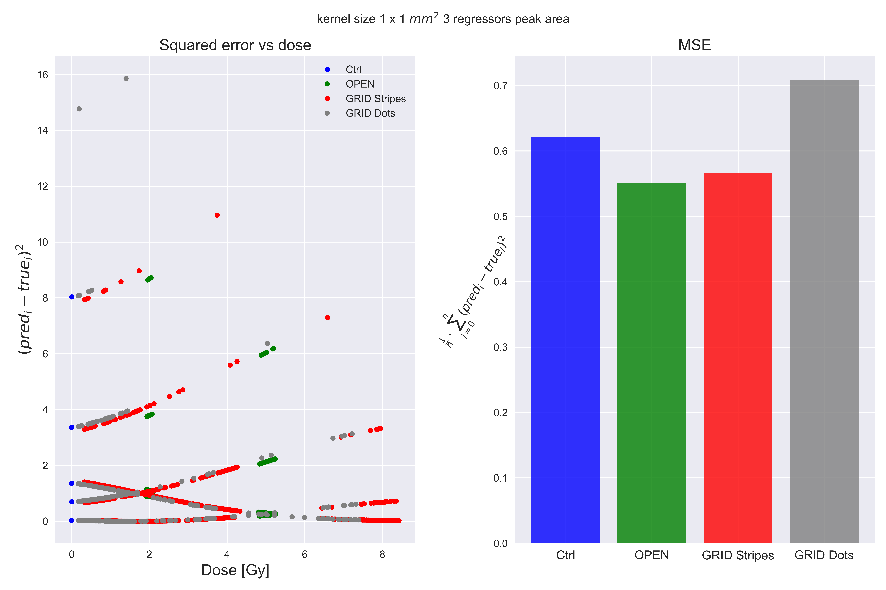 kernel size 1 x 1 mm² 3 regressors peak area
Squared error vs dose
Ctrl
OPEN
GRID Stripes
GRID Dots
16
14
12
10
8
6
4
2
0
(pred_i − true_i)²
0 2 4 6 8
Dose [Gy]
MSE
0.7
0.6
0.5
0.4
0.3
0.2
0.1
0.0
Ctrl OPEN GRID Stripes GRID Dots